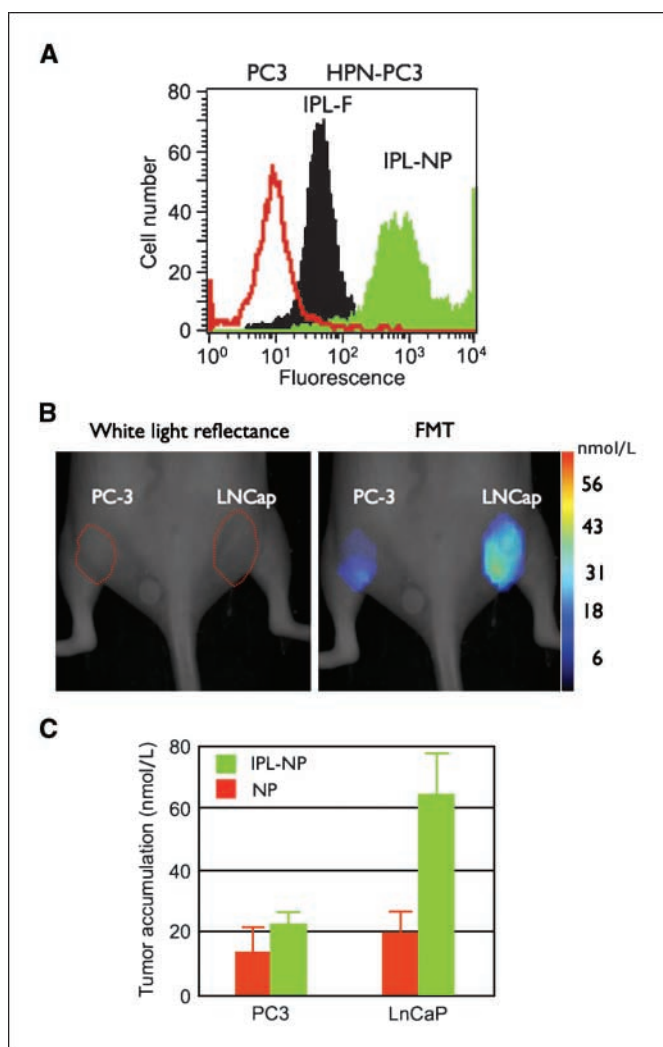 A
PC3 HPN-PC3
IPL-F
IPL-NP
80
60
40
20
0
Cell number
10⁰ 10¹ 10² 10³ 10⁴
Fluorescence
B
White light reflectance FMT
nmol/L
PC-3 LNCap PC-3 LNCap
56
43
31
18
6
C
80
60
40
20
0
Tumor accumulation (nmol/L)
IPL-NP
NP
PC3 LnCaP